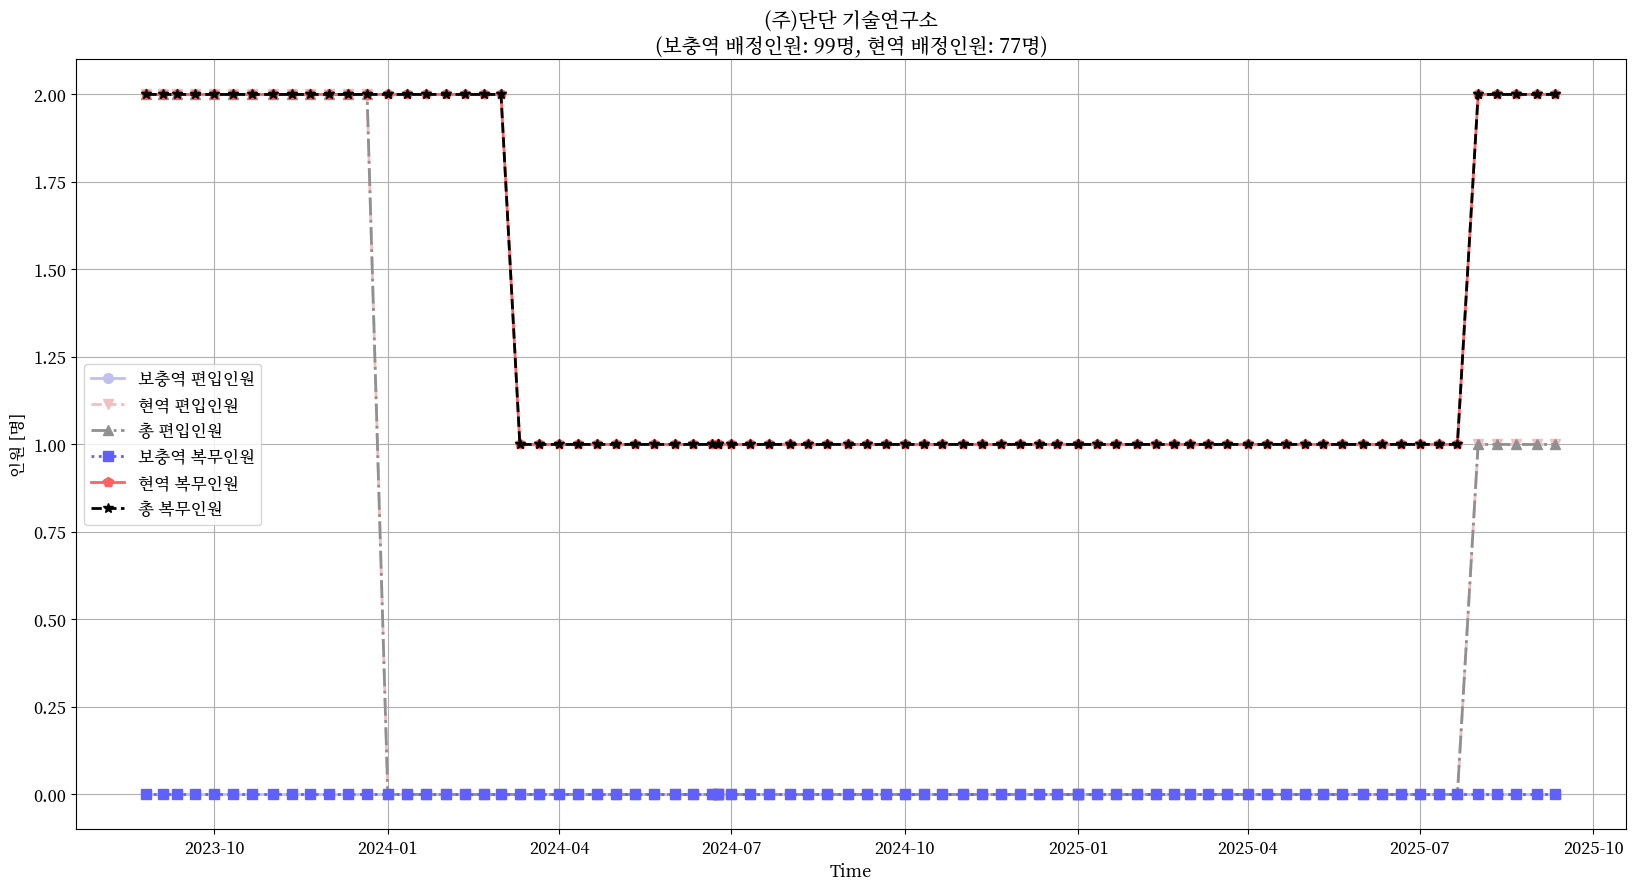 (주)단단 기술연구소
(보충역 배정인원: 99명, 현역 배정인원: 77명)
인원 [명]
2.00
1.75
1.50
1.25
1.00
0.75
0.50
0.25
0.00
보충역 편입인원
현역 편입인원
총 편입인원
보충역 복무인원
현역 복무인원
총 복무인원
2023-10
2024-01
2024-04
2024-07
2024-10
2025-01
2025-04
2025-07
2025-10
Time